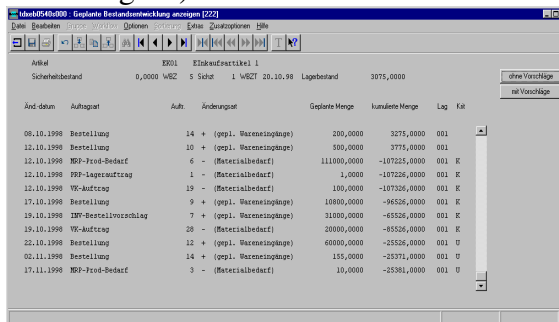 tdxeb0540s000 : Geplante Bestandsentwicklung anzeigen [222]
Datei Bearbeiten Gruppe Workflow Optionen Sortierung Extras Zusatzoptionen Hilfe
Artikel EK01 EInkaufsartikel 1
Sicherheitsbestand 0,0000 WBZ 5 Sichzt 1 WBZT 20.10.98 Lagerbestand 3075,0000
ohne Vorschläge
mit Vorschläge
Änd.-datum Auftragsart Auftr. Änderungsart Geplante Menge kumulierte Menge Lag Krit
08.10.1998 Bestellung 14 + (gepl. Wareneingänge) 200,0000 3275,0000 001
12.10.1998 Bestellung 10 + (gepl. Wareneingänge) 500,0000 3775,0000 001
12.10.1998 MRP-Prod-Bedarf 6 - (Materialbedarf) 111000,0000 -107225,0000 001 K
12.10.1998 PRP-Lagerauftrag 1 - (Materialbedarf) 1,0000 -107226,0000 001 K
12.10.1998 VK-Auftrag 19 - (Materialbedarf) 100,0000 -107326,0000 001 K
17.10.1998 Bestellung 9 + (gepl. Wareneingänge) 10800,0000 -96526,0000 001 K
19.10.1998 INV-Bestellvorschlag 7 + (gepl. Wareneingänge) 31000,0000 -65526,0000 001 K
19.10.1998 VK-Auftrag 28 - (Materialbedarf) 20000,0000 -85526,0000 001 K
22.10.1998 Bestellung 12 + (gepl. Wareneingänge) 60000,0000 -25526,0000 001 U
02.11.1998 Bestellung 14 + (gepl. Wareneingänge) 155,0000 -25371,0000 001 U
17.11.1998 MRP-Prod-Bedarf 3 - (Materialbedarf) 10,0000 -25381,0000 001 U